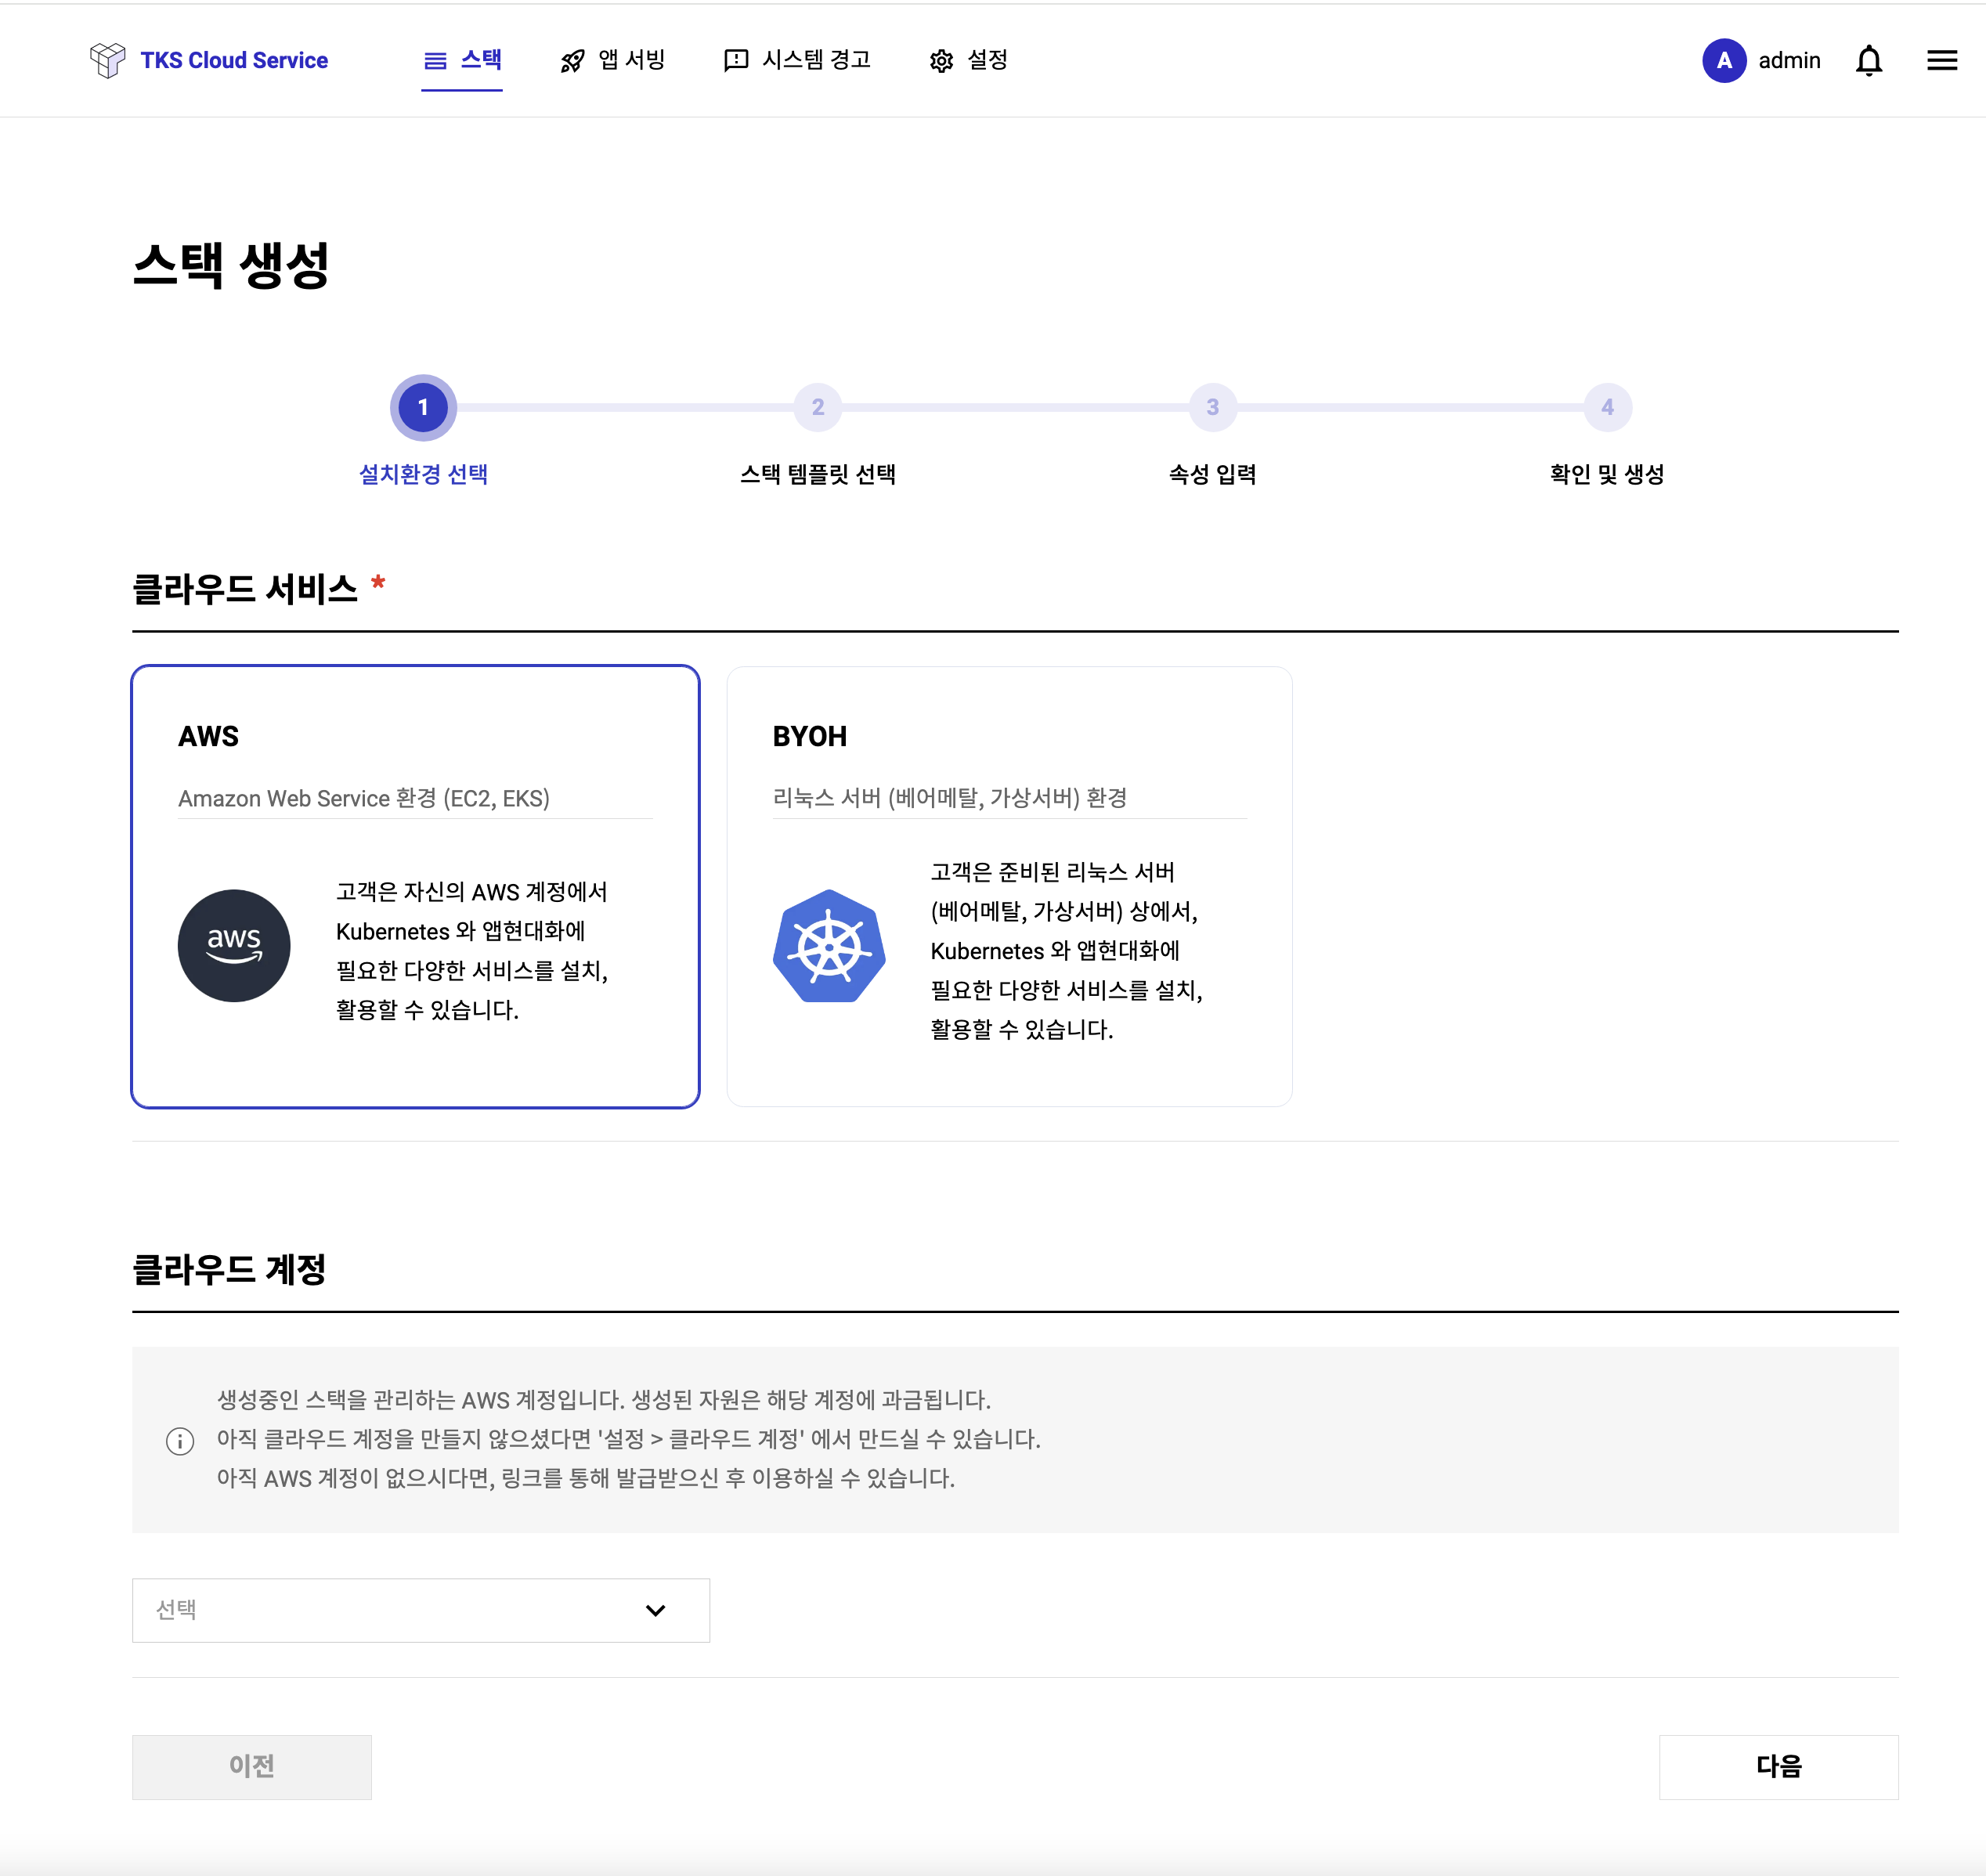 TKS Cloud Service
스택
앱 서빙
시스템 경고
설정
A
admin
스택 생성
1
2
3
4
설치환경 선택
스택 템플릿 선택
속성 입력
확인 및 생성
클라우드 서비스 *
AWS
Amazon Web Service 환경 (EC2, EKS)
aws
고객은 자신의 AWS 계정에서
Kubernetes 와 앱현대화에
필요한 다양한 서비스를 설치,
활용할 수 있습니다.
BYOH
리눅스 서버 (베어메탈, 가상서버) 환경
고객은 준비된 리눅스 서버
(베어메탈, 가상서버) 상에서,
Kubernetes 와 앱현대화에
필요한 다양한 서비스를 설치,
활용할 수 있습니다.
클라우드 계정
생성중인 스택을 관리하는 AWS 계정입니다. 생성된 자원은 해당 계정에 과금됩니다.
아직 클라우드 계정을 만들지 않으셨다면 '설정 > 클라우드 계정' 에서 만드실 수 있습니다.
아직 AWS 계정이 없으시다면, 링크를 통해 발급받으신 후 이용하실 수 있습니다.
선택
이전
다음